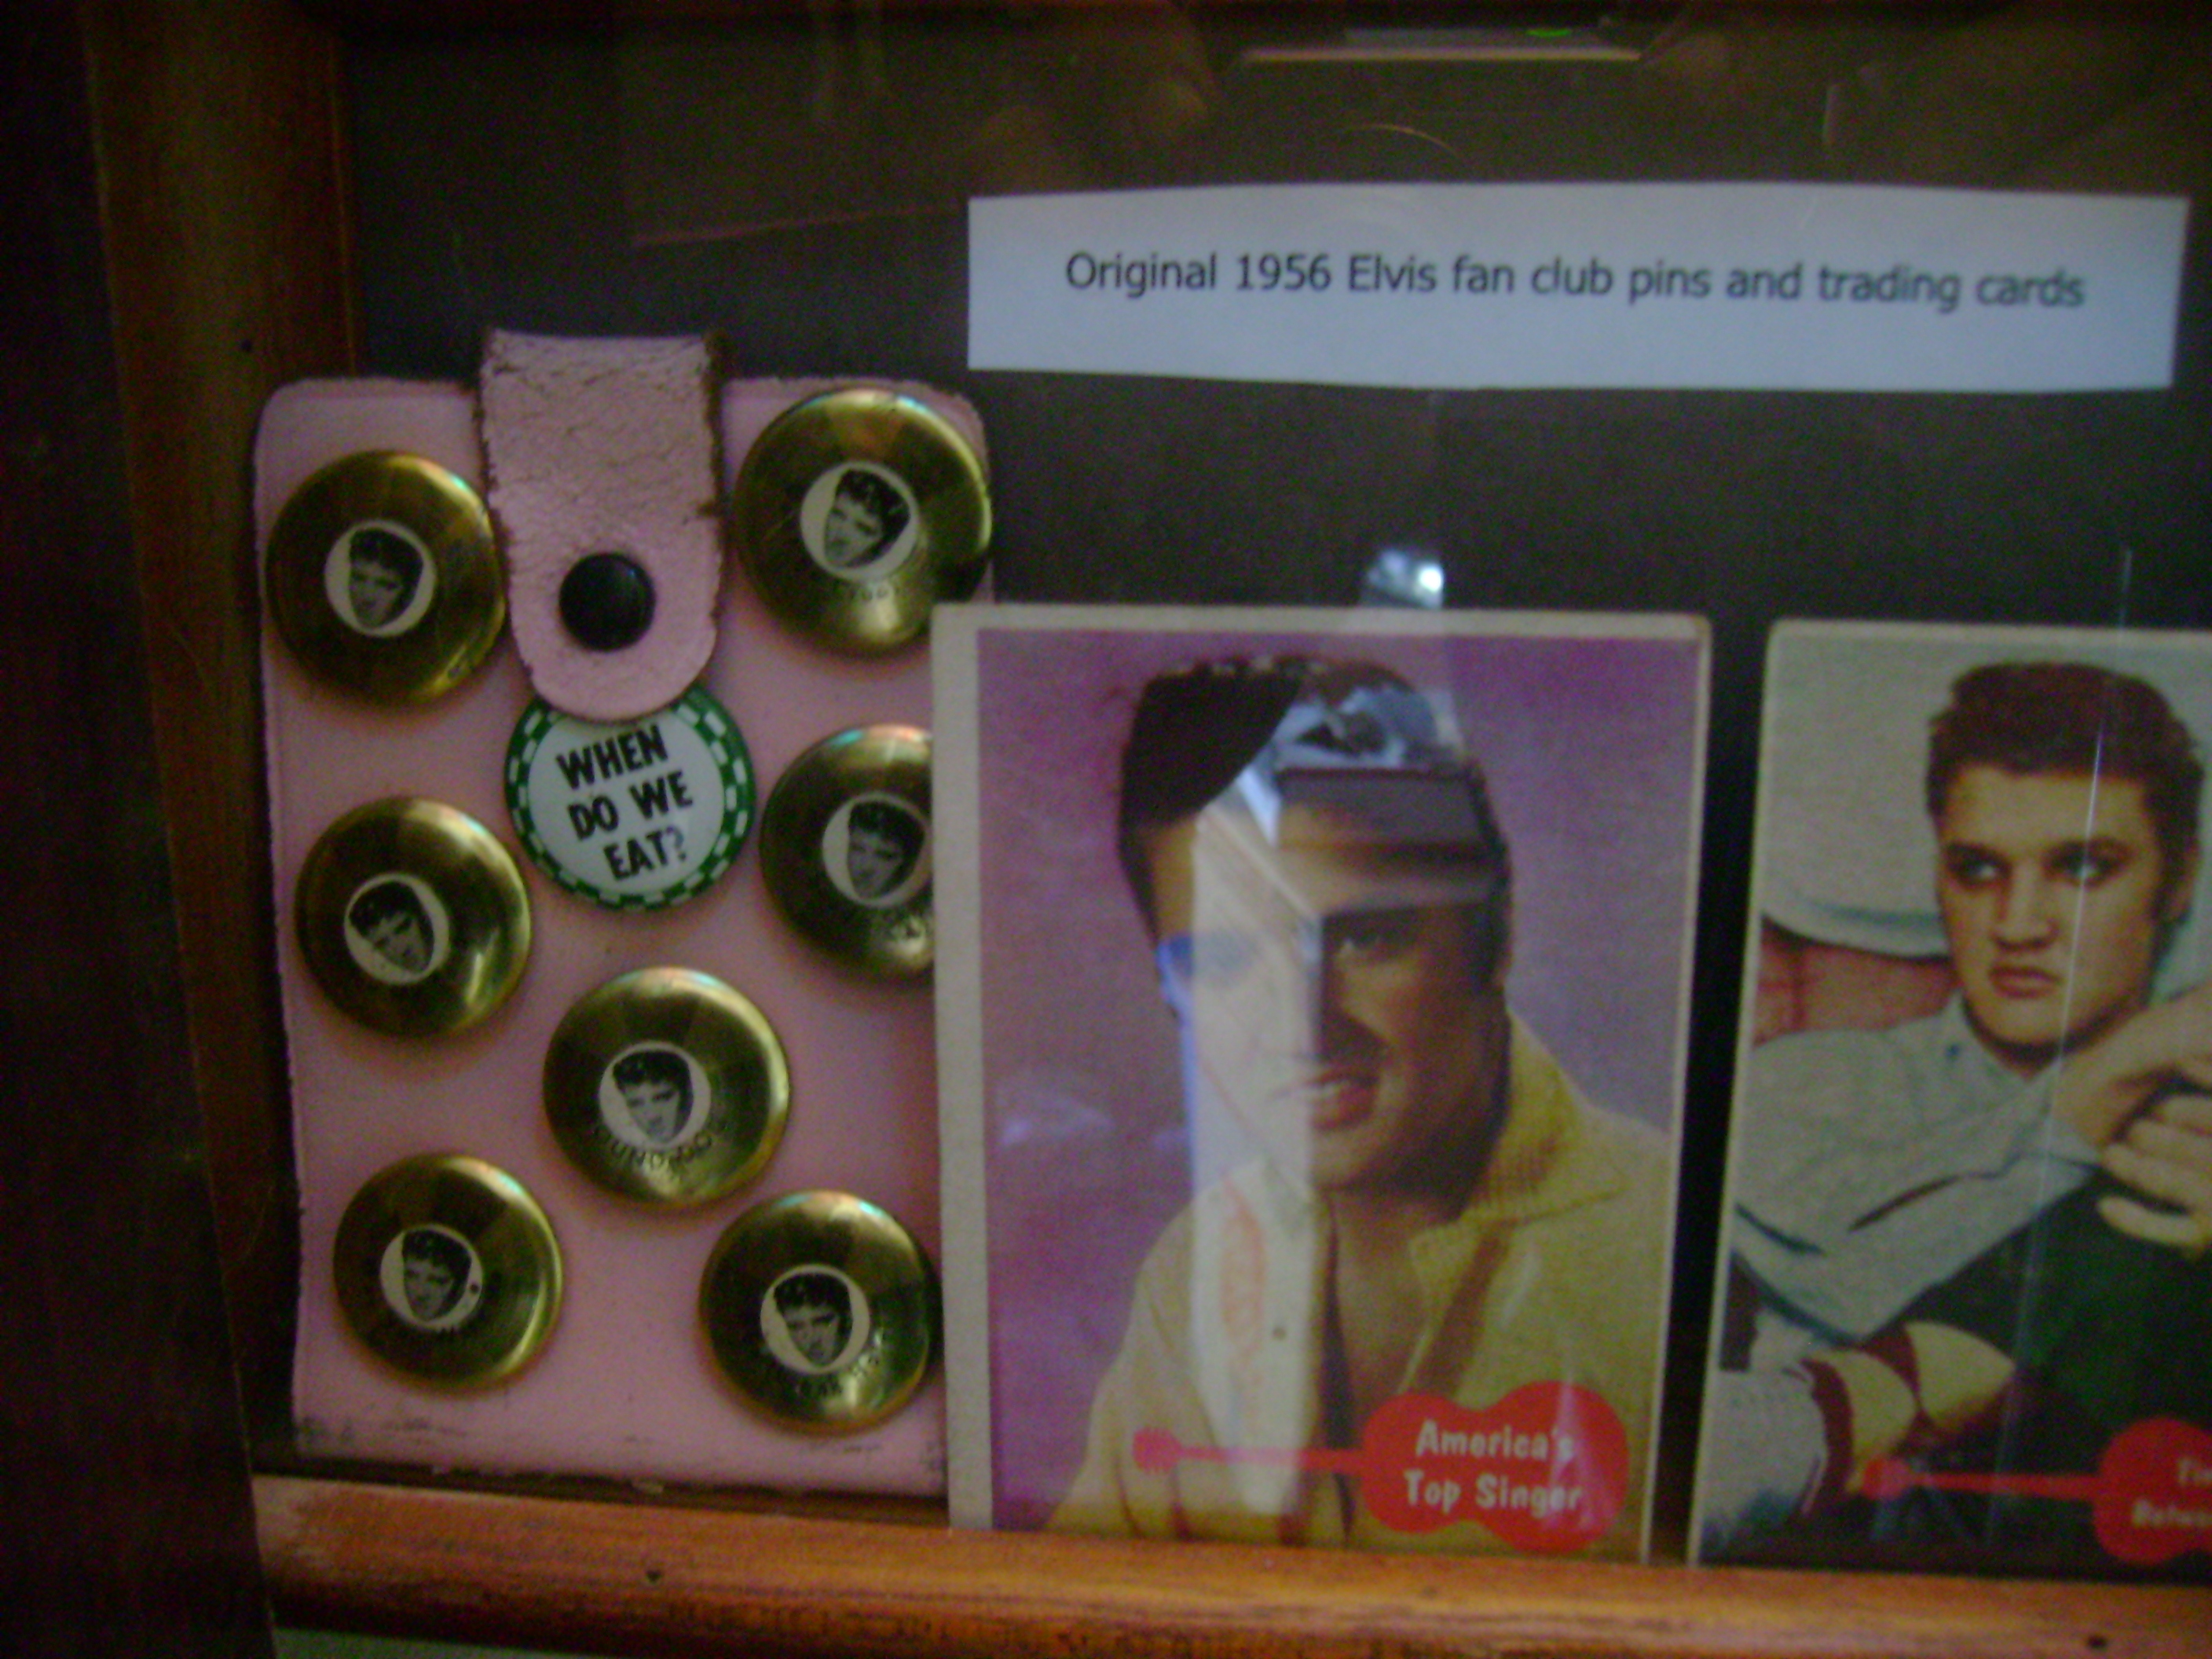 Original 1956 Elvis fan club pins and trading cards
WHEN
DO WE
EAT?
America's
Top Singer